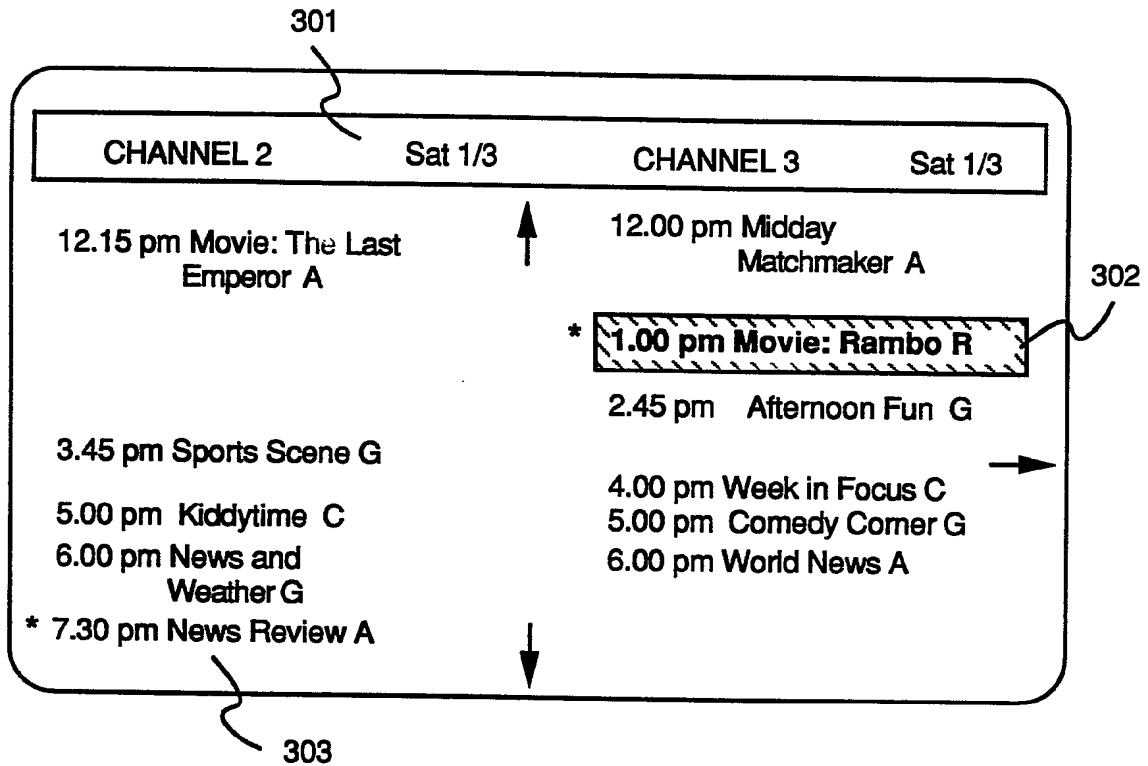 301
CHANNEL 2 Sat 1/3 CHANNEL 3 Sat 1/3
12.15 pm Movie: The Last
Emperor A
3.45 pm Sports Scene G
5.00 pm Kiddytime C
6.00 pm News and
Weather G
* 7.30 pm News Review A
12.00 pm Midday
Matchmaker A
* 1.00 pm Movie: Rambo R
2.45 pm Afternoon Fun G
4.00 pm Week in Focus C
5.00 pm Comedy Corner G
6.00 pm World News A
302
303